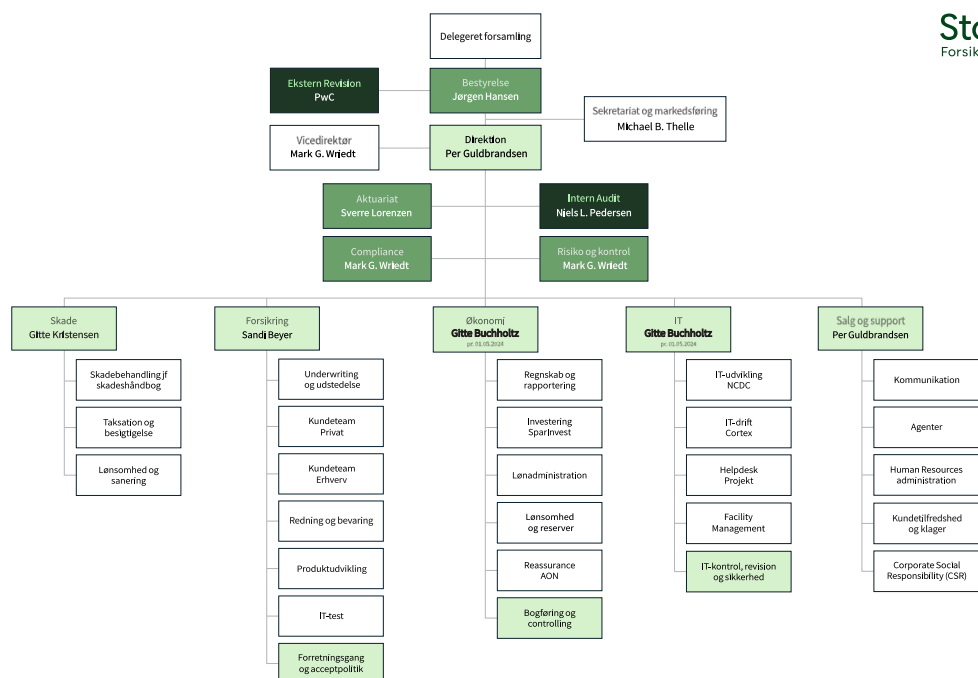 Delegeret forsamling
Ekstern Revision
PwC
Bestyrelse
Jørgen Hansen
Sekretariat og markedsføring
Michael B. Thelle
Vicedirektør
Mark G. Wriedt
Direktion
Per Guldbrandsen
Aktuariat
Sverre Lorenzen
Intern Audit
Niels L. Pedersen
Compliance
Mark G. Wriedt
Risiko og kontrol
Mark G. Wriedt
Skade
Gitte Kristensen
Skadebehandling jf
skadeshåndbog
Taksation og
besigtigelse
Lønsomhed og
sanering
Forsikring
Sandi Beyer
Underwriting
og udstedelse
Kundeteam
Privat
Kundeteam
Erhverv
Redning og bevaring
Produktudvikling
IT-test
Forretningsgang
og acceptpolitik
Økonomi
Gitte Buchholtz
pr. 01.05.2024
Regnskab og
rapportering
Investering
SparInvest
Lønadministration
Lønsomhed
og reserver
Reassurance
AON
Bogføring og
controlling
IT
Gitte Buchholtz
pr. 01.05.2024
IT-udvikling
NCDC
IT-drift
Cortex
Helpdesk
Projekt
Facility
Management
IT-kontrol, revision
og sikkerhed
Salg og support
Per Guldbrandsen
Kommunikation
Agenter
Human Resources
administration
Kundetilfredshed
og klager
Corporate Social
Responsibility (CSR)